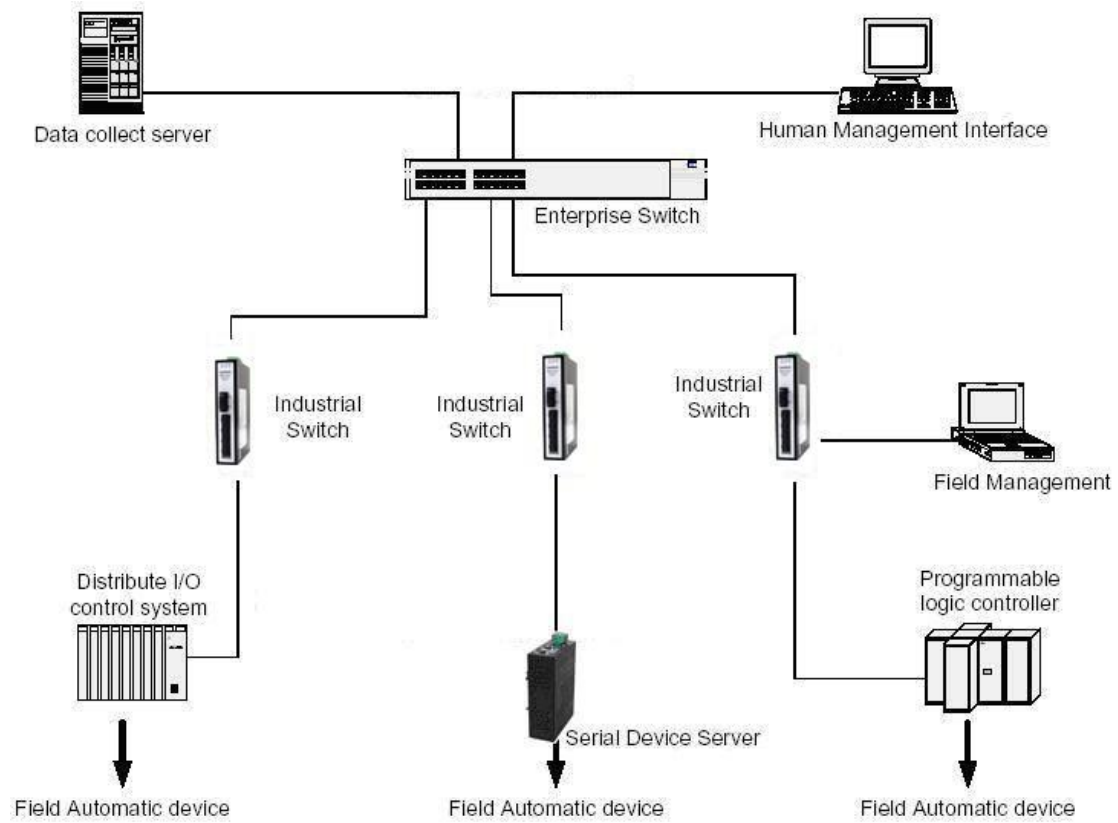 Data collect server
Human Management Interface
Enterprise Switch
Industrial
Switch
Industrial
Switch
Industrial
Switch
Field Management
Distribute I/O
control system
Programmable
logic controller
Serial Device Server
Field Automatic device
Field Automatic device
Field Automatic device